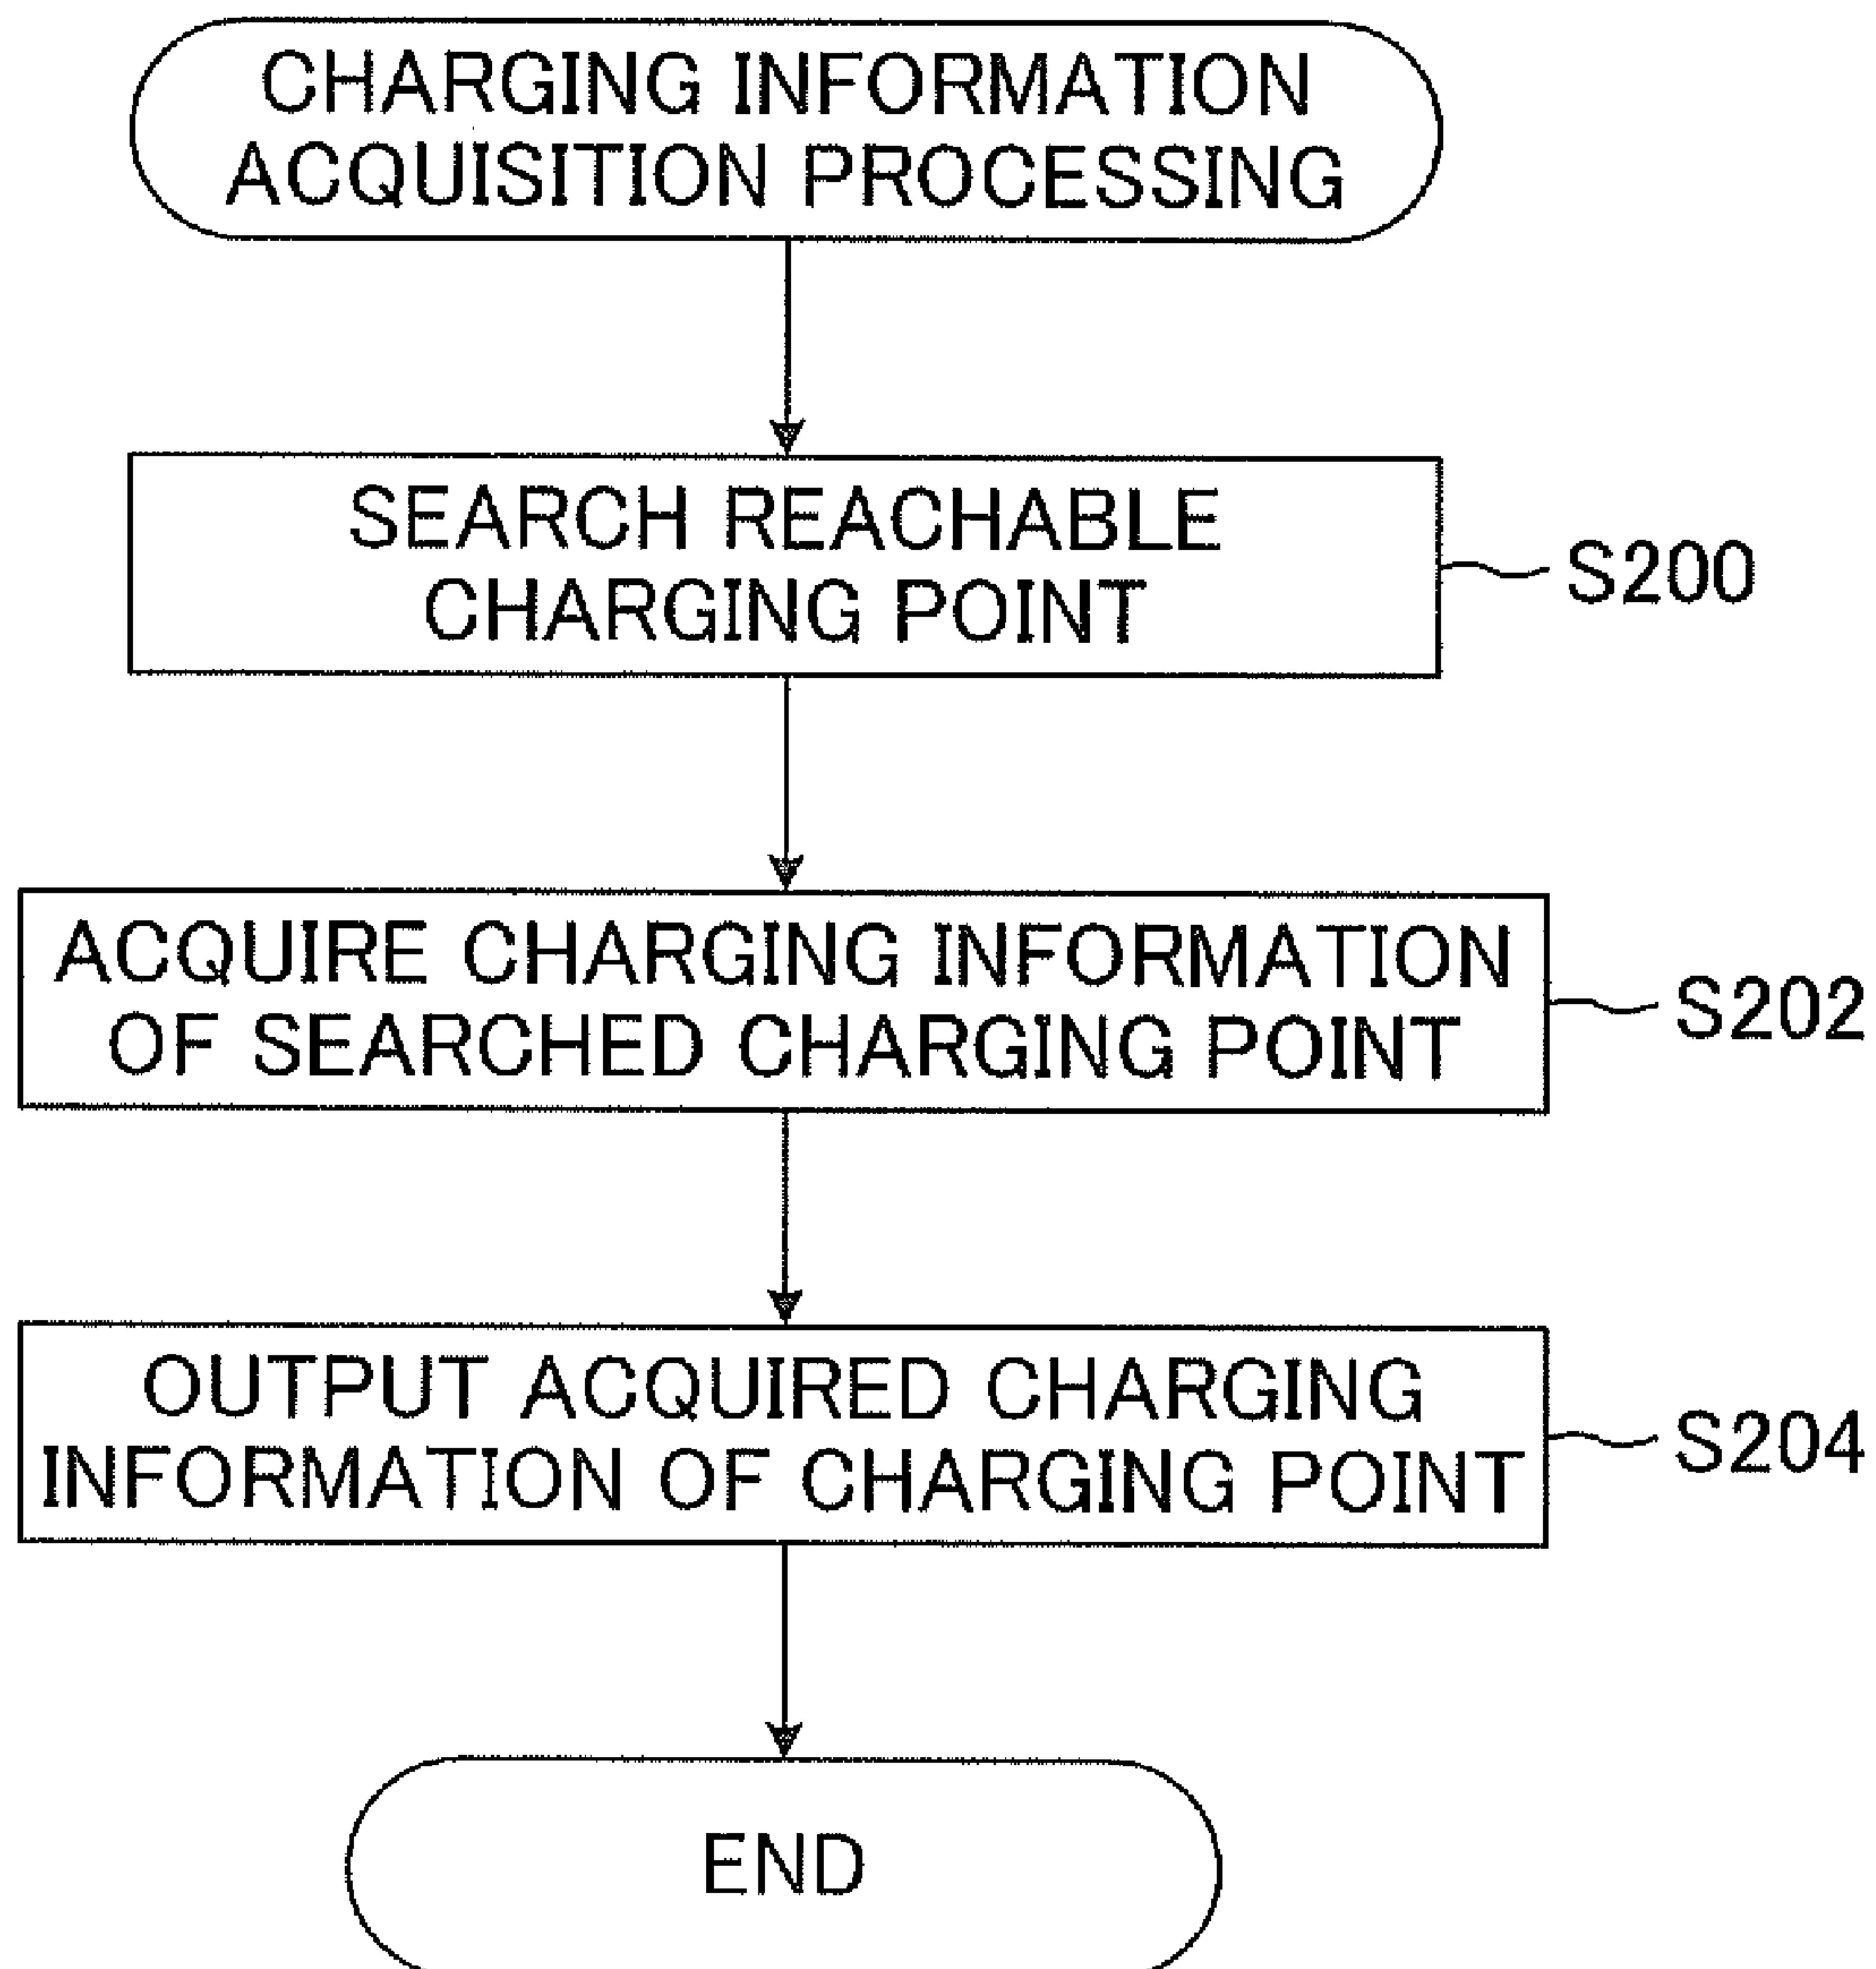 CHARGING INFORMATION
ACQUISITION PROCESSING
SEARCH REACHABLE
CHARGING POINT
S200
ACQUIRE CHARGING INFORMATION
OF SEARCHED CHARGING POINT
S202
OUTPUT ACQUIRED CHARGING
INFORMATION OF CHARGING POINT
S204
END